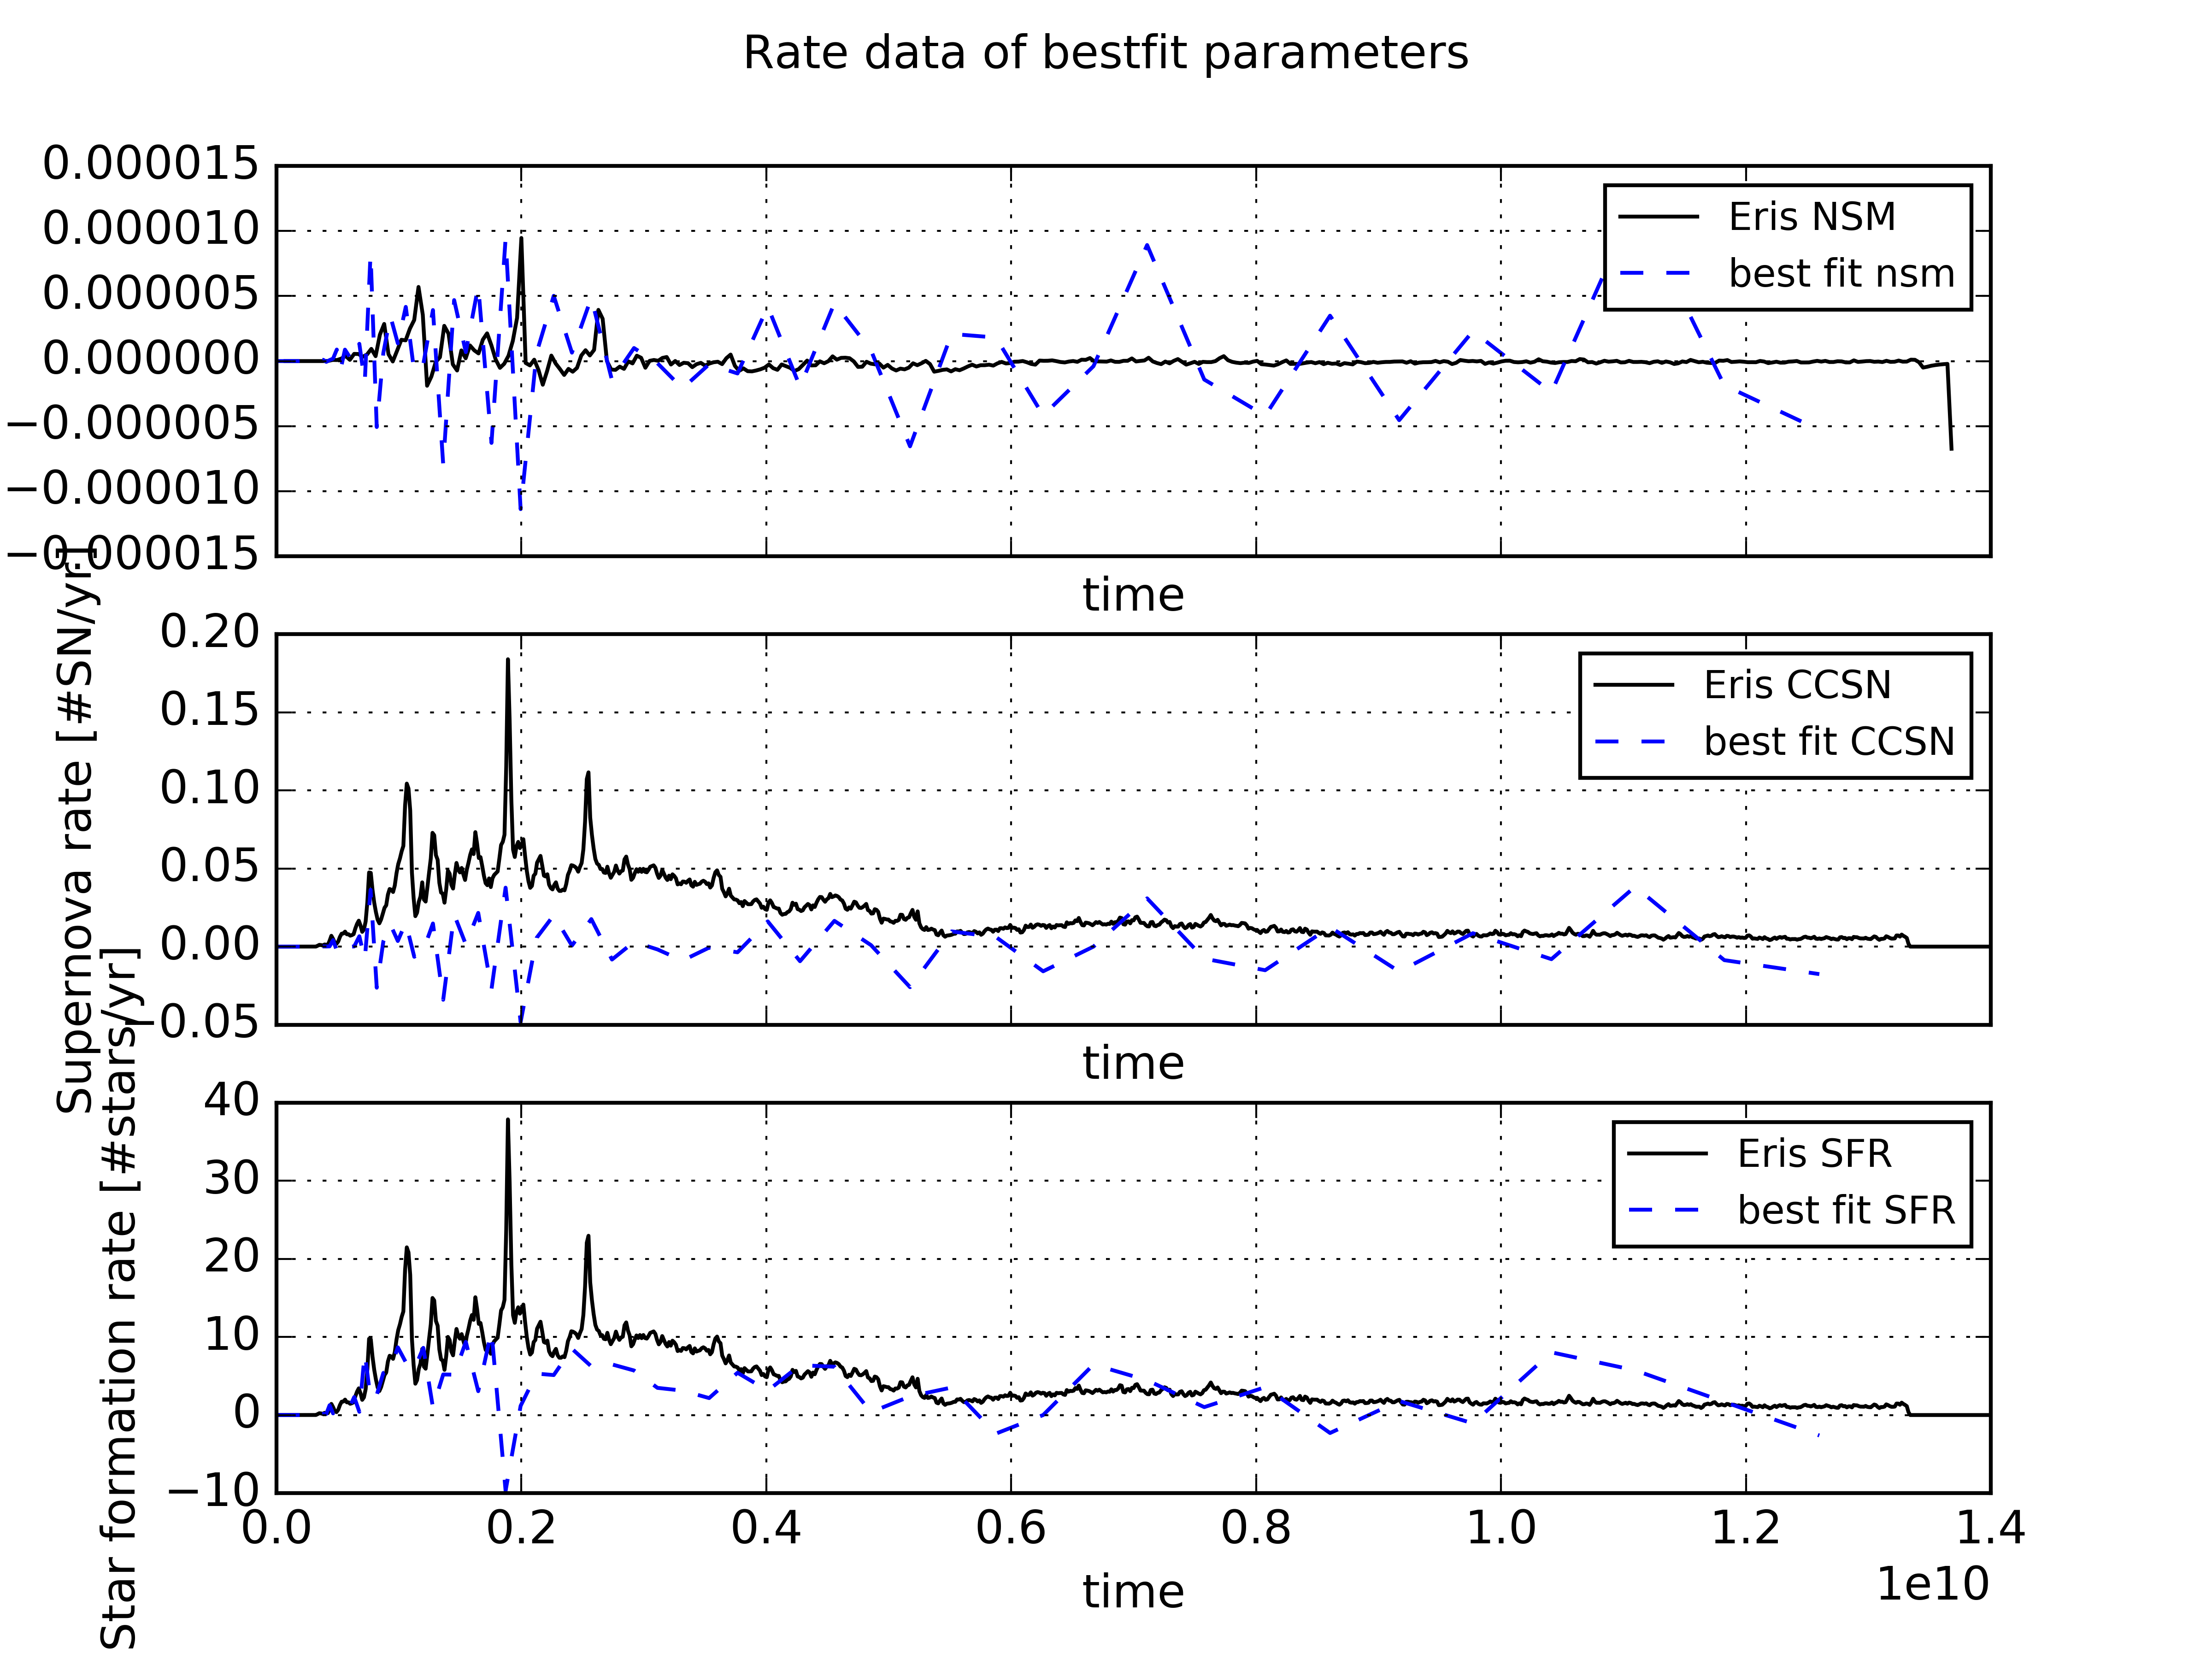 Rate data of bestfit parameters
0.000015
0.000010
0.000005
0.000000
−0.000005
−0.000010
−0.000015
Eris NSM
best fit nsm
time
Supernova rate [#SN/yr]
0.20
0.15
0.10
0.05
0.00
−0.05
Eris CCSN
best fit CCSN
time
Star formation rate [#stars/yr]
40
30
20
10
0
−10
Eris SFR
best fit SFR
0.0 0.2 0.4 0.6 0.8 1.0 1.2 1.4
time
1e10